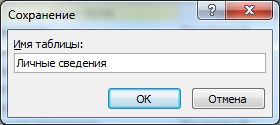 Сохранение
Имя таблицы:
Личные сведения
ОК
Отмена